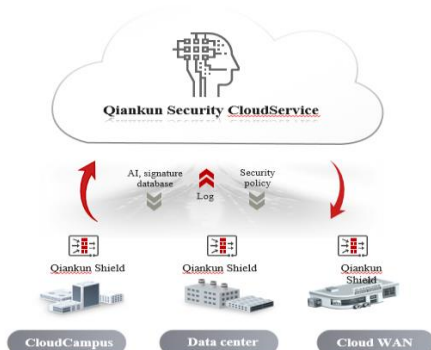 Qiankun Security CloudService
AI, signature
database
Log
Security
policy
Qiankun Shield
Qiankun Shield
Qiankun
Shield
CloudCampus
Data center
Cloud WAN